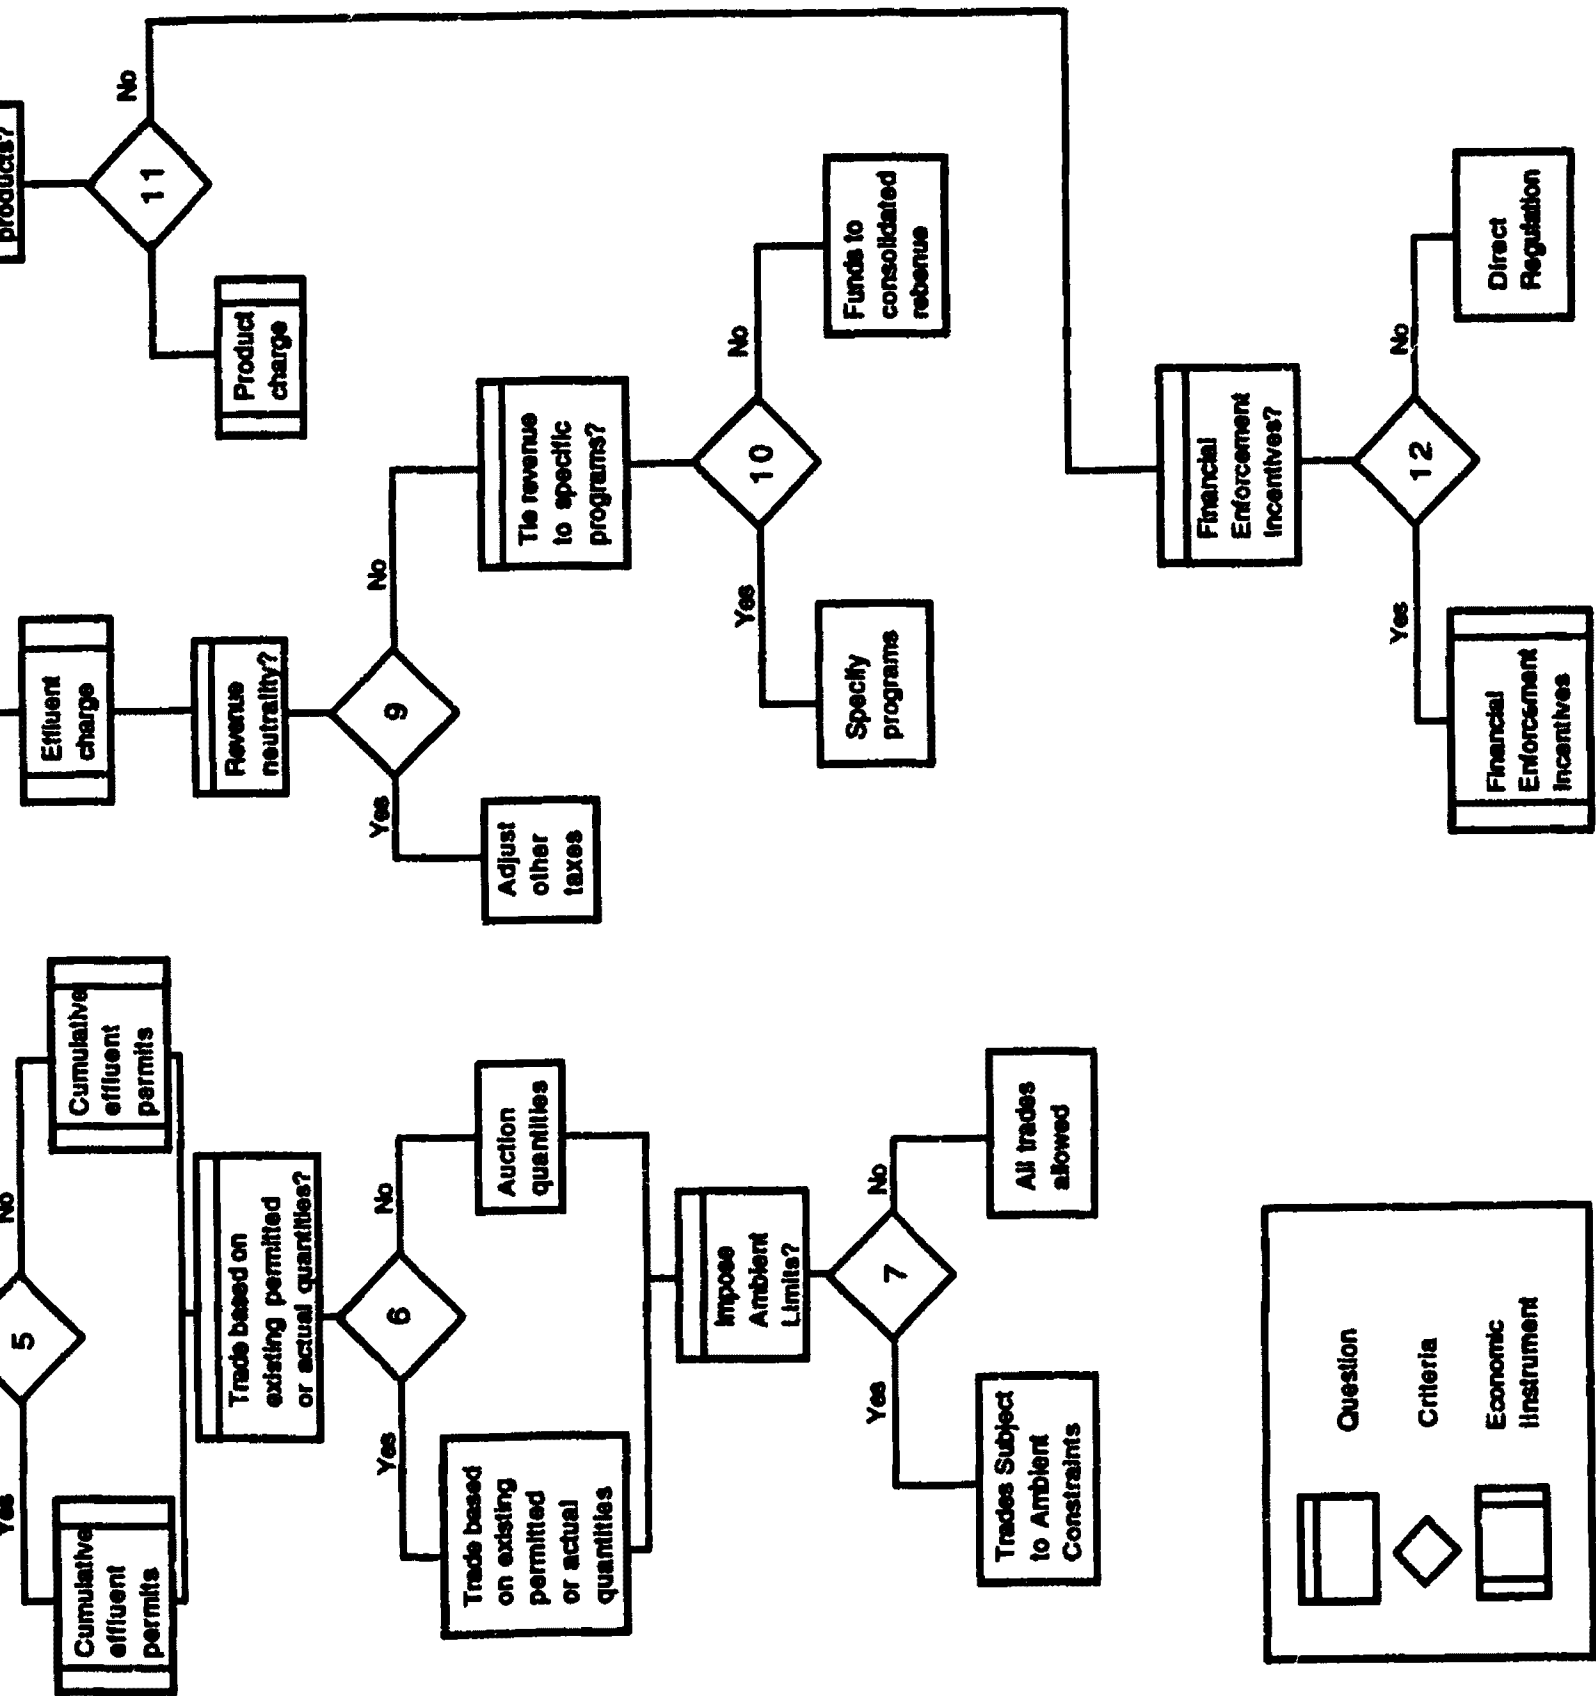 products?
Yes
No
5
Cumulative
effluent
permits
Cumulative
effluent
permits
Effluent
charge
No
11
Product
charge
Trade based on
existing permitted
or actual quantities?
Revenue
neutrality?
Yes
6
No
Yes
9
No
Trade based
on existing
permitted
or actual
quantities
Auction
quantities
Adjust
other
taxes
Tie revenue
to specific
programs?
Impose
Ambient
Limits?
Yes
10
No
Yes
7
No
Specify
programs
Funds to
consolidated
rebenue
Trades Subject
to Ambient
Constraints
All trades
allowed
Financial
Enforcement
Incentives?
Yes
12
No
Financial
Enforcement
Incentives
Direct
Regulation
Question
Criteria
Economic
IInstrument